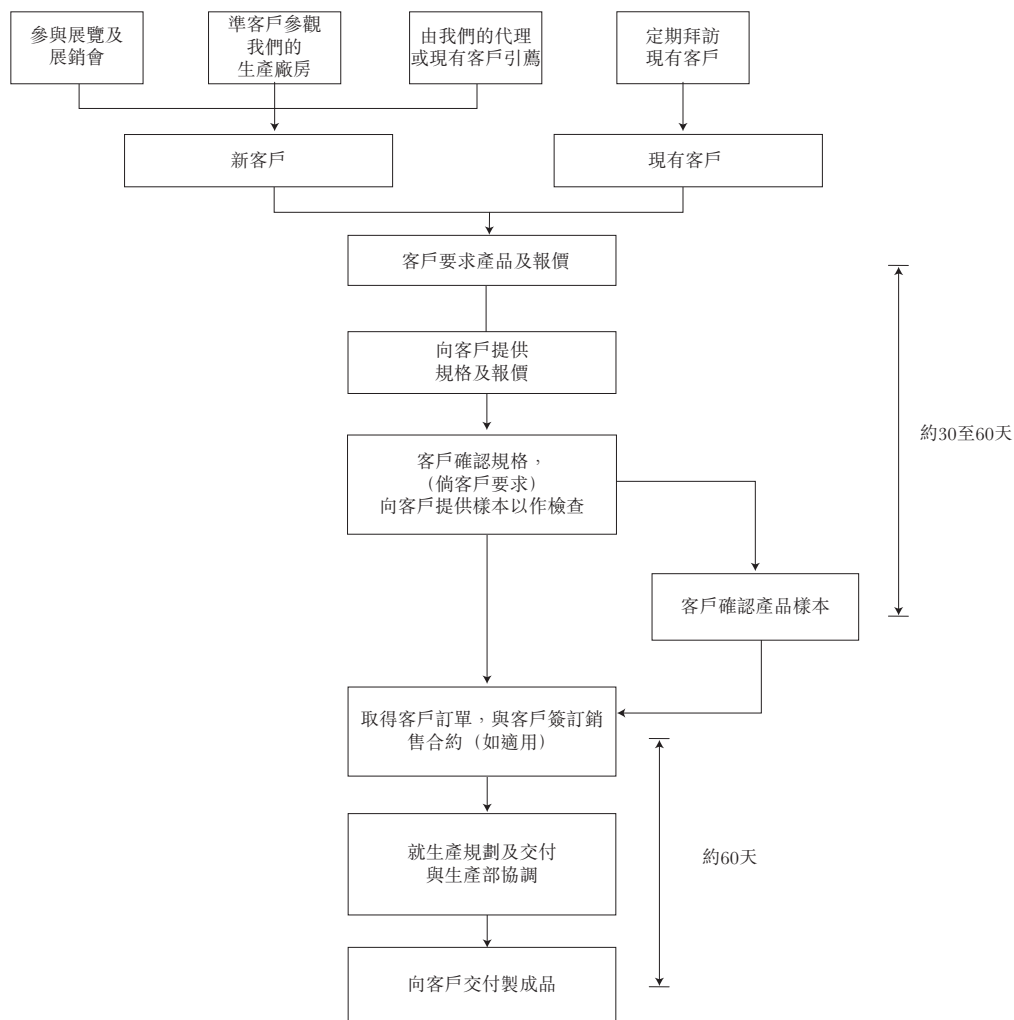 參與展覽及
展銷會
準客戶參觀
我們的
生產廠房
由我們的代理
或現有客戶引薦
定期拜訪
現有客戶
新客戶
現有客戶
客戶要求產品及報價
向客戶提供
規格及報價
約30至60天
客戶確認規格，
（倘客戶要求）
向客戶提供樣本以作檢查
客戶確認產品樣本
取得客戶訂單，與客戶簽訂銷
售合約（如適用）
就生產規劃及交付
與生產部協調
約60天
向客戶交付製成品